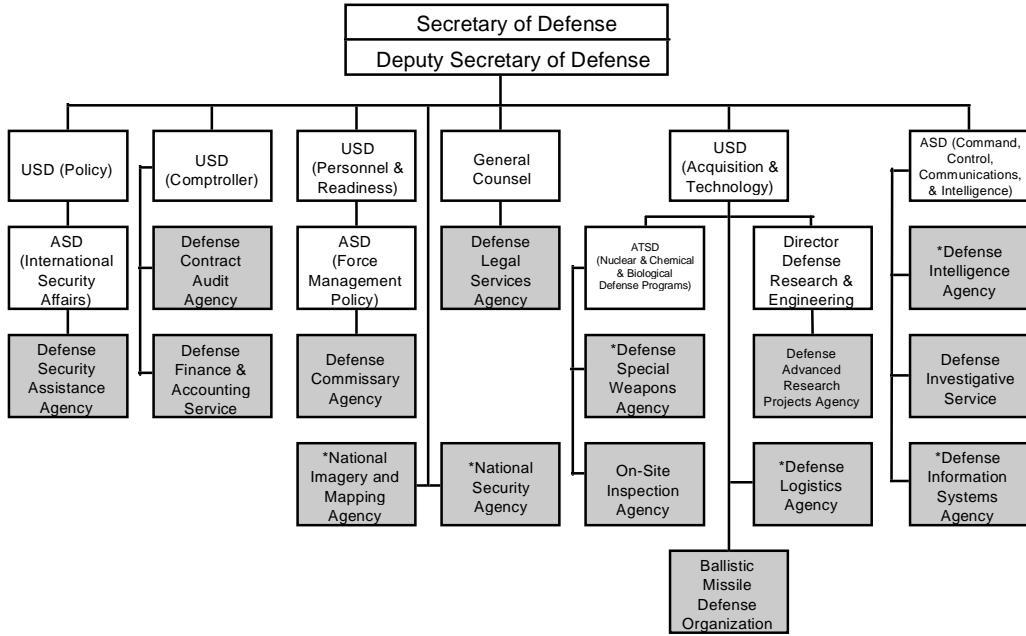 Secretary of Defense
Deputy Secretary of Defense
USD (Policy)
USD
(Comptroller)
USD
(Personnel &
Readiness)
General
Counsel
USD
(Acquisition &
Technology)
ASD (Command,
Control,
Communications,
& Intelligence)
ASD
(International
Security
Affairs)
Defense
Contract
Audit
Agency
ASD
(Force
Management
Policy)
Defense
Legal
Services
Agency
ATSD
(Nuclear & Chemical
& Biological
Defense Programs)
Director
Defense
Research
& Engineering
*Defense
Intelligence
Agency
Defense
Security
Assistance
Agency
Defense
Finance &
Accounting
Service
Defense
Commissary
Agency
*Defense
Special
Weapons
Agency
Defense
Advanced
Research
Projects Agency
Defense
Investigative
Service
*National
Imagery and
Mapping
Agency
*National
Security
Agency
On-Site
Inspection
Agency
*Defense
Logistics
Agency
*Defense
Information
Systems
Agency
Ballistic
Missile
Defense
Organization